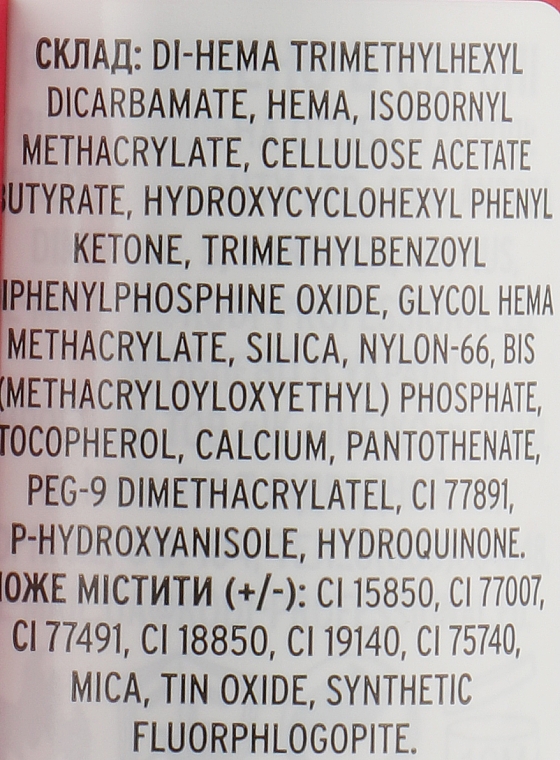 СКЛАД: DI-HEMA TRIMETHYLHEXYL
DICARBAMATE, HEMA, ISOBORNYL
METHACRYLATE, CELLULOSE ACETATE
BUTYRATE, HYDROXYCYCLOHEXYL PHENYL
KETONE, TRIMETHYLBENZOYL
IPHENYLPHOSPHINE OXIDE, GLYCOL HEMA
METHACRYLATE, SILICA, NYLON-66, BIS
(METHACRYLOYLOXYETHYL) PHOSPHATE,
TOCOPHEROL, CALCIUM, PANTOTHENATE,
PEG-9 DIMETHACRYLATEL, CI 77891,
P-HYDROXYANISOLE, HYDROQUINONE.
ОЖЕ МІСТИТИ (+/-): CI 15850, CI 77007,
CI 77491, CI 18850, CI 19140, CI 75740,
MICA, TIN OXIDE, SYNTHETIC
FLUORPHLOGOPITE.